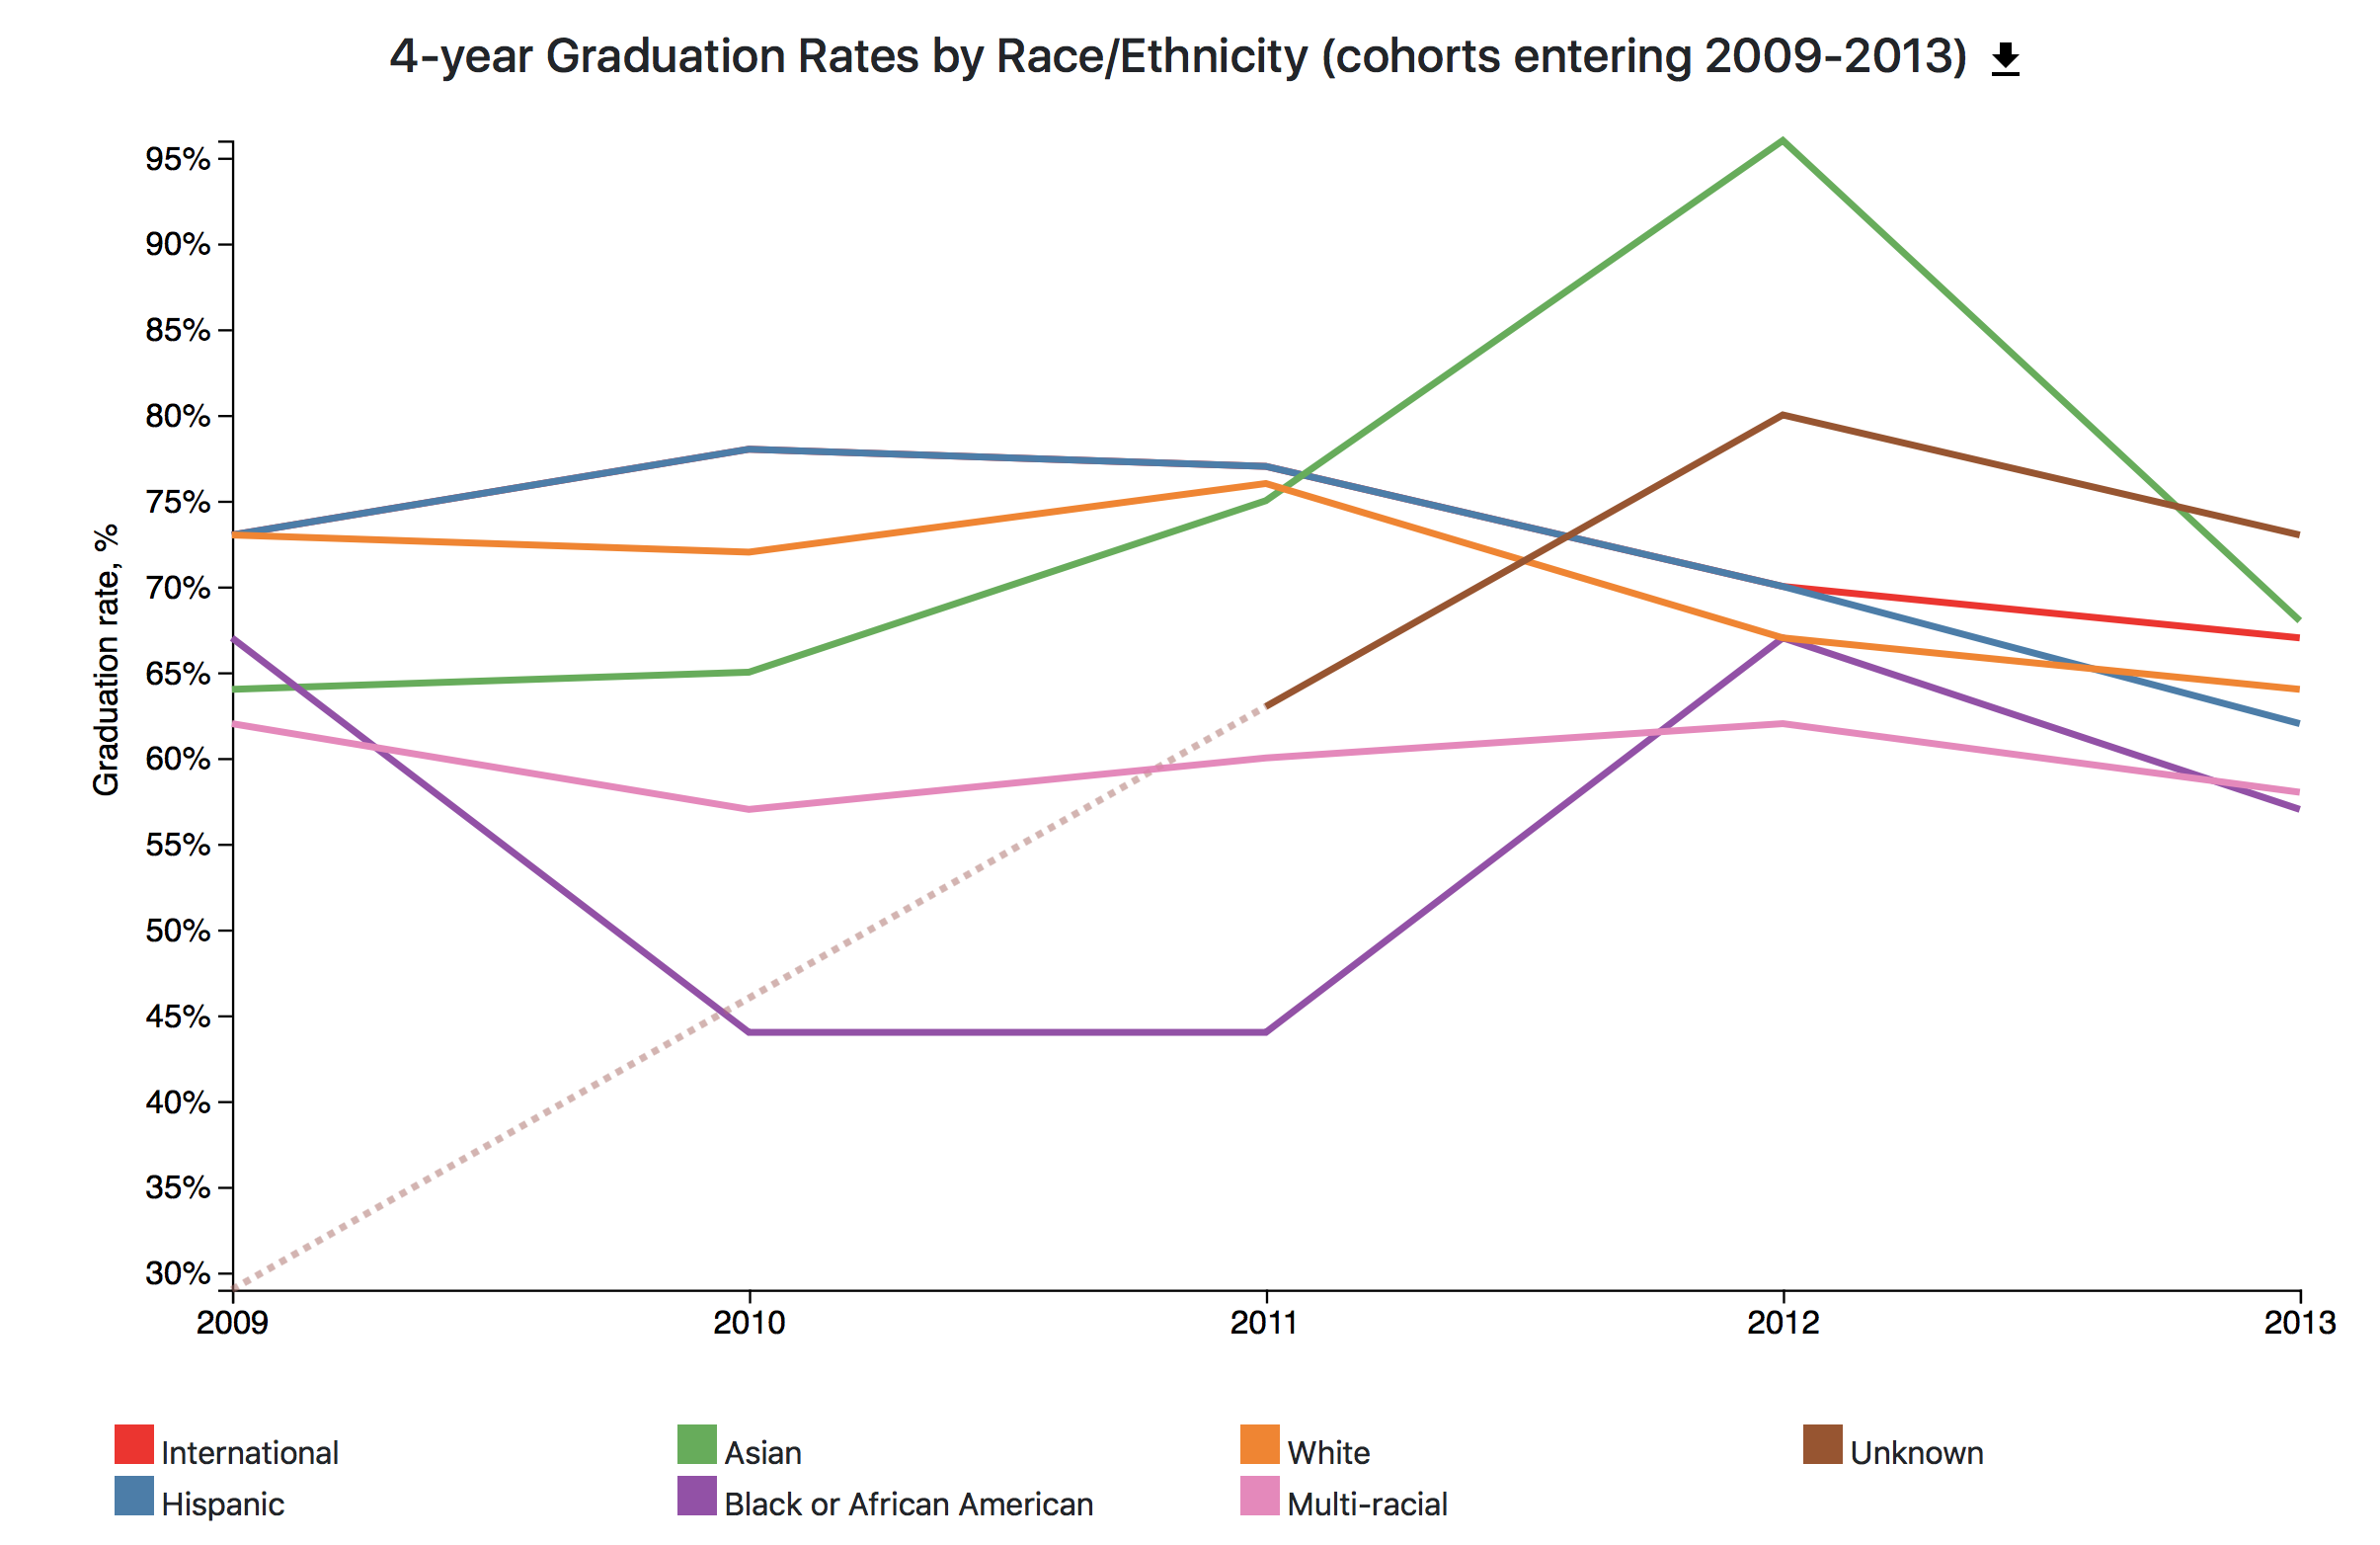 4-year Graduation Rates by Race/Ethnicity (cohorts entering 2009-2013)
95%
90%
85%
80%
75%
70%
65%
60%
55%
50%
45%
40%
35%
30%
Graduation rate, %
2009 2010 2011 2012 2013
International Asian White Unknown
Hispanic Black or African American Multi-racial